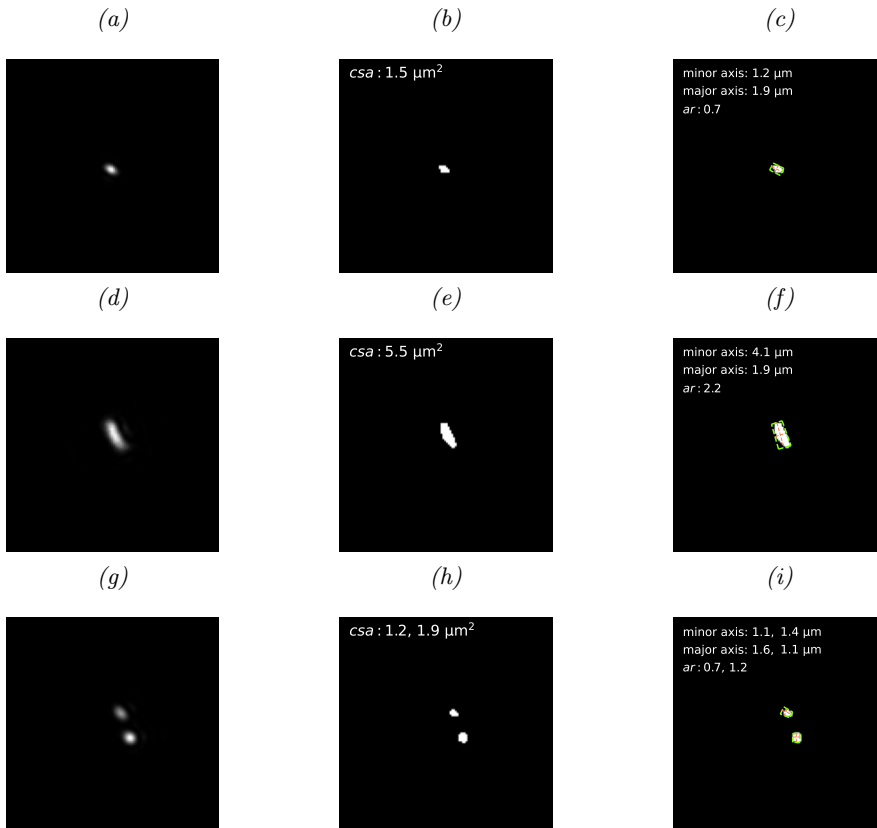 (a) (b) (c)
csa : 1.5 µm²
minor axis: 1.2 µm
major axis: 1.9 µm
ar : 0.7
(d) (e) (f)
csa : 5.5 µm²
minor axis: 4.1 µm
major axis: 1.9 µm
ar : 2.2
(g) (h) (i)
csa : 1.2, 1.9 µm²
minor axis: 1.1, 1.4 µm
major axis: 1.6, 1.1 µm
ar : 0.7, 1.2